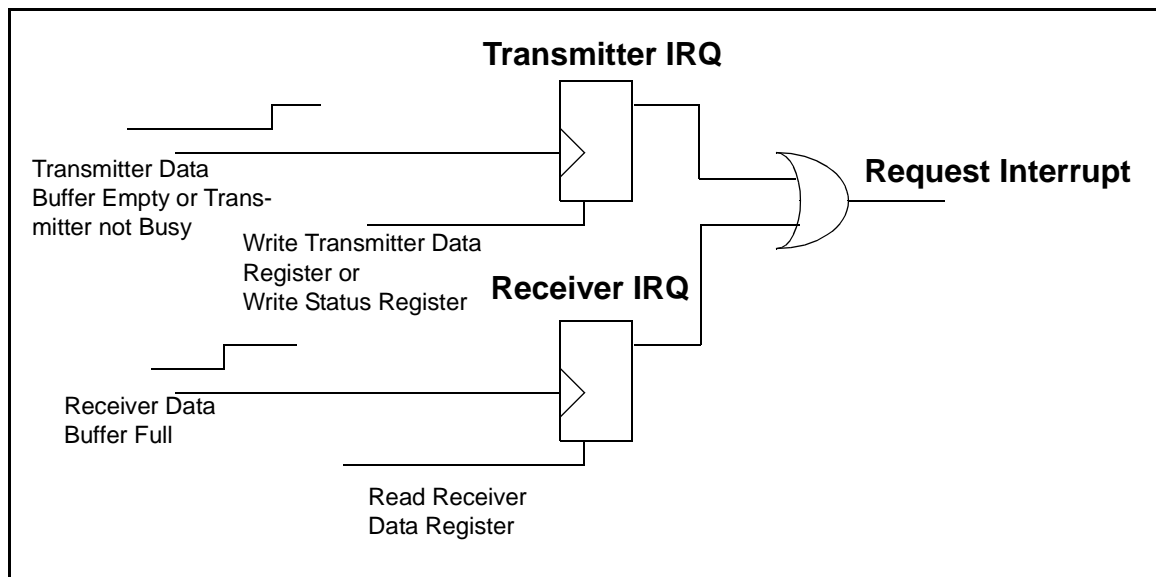 Transmitter IRQ
Transmitter Data
Buffer Empty or Trans-
mitter not Busy
Request Interrupt
Write Transmitter Data
Register or
Write Status Register
Receiver IRQ
Receiver Data
Buffer Full
Read Receiver
Data Register